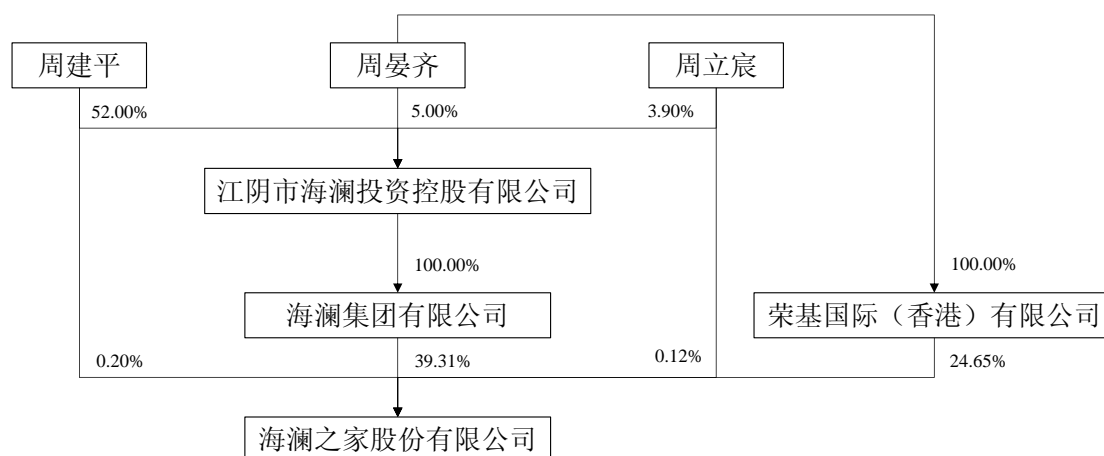 周建平
周晏齐
周立宸
52.00%
5.00%
3.90%
江阴市海澜投资控股有限公司
100.00%
100.00%
海澜集团有限公司
荣基国际（香港）有限公司
0.20%
39.31%
0.12%
24.65%
海澜之家股份有限公司